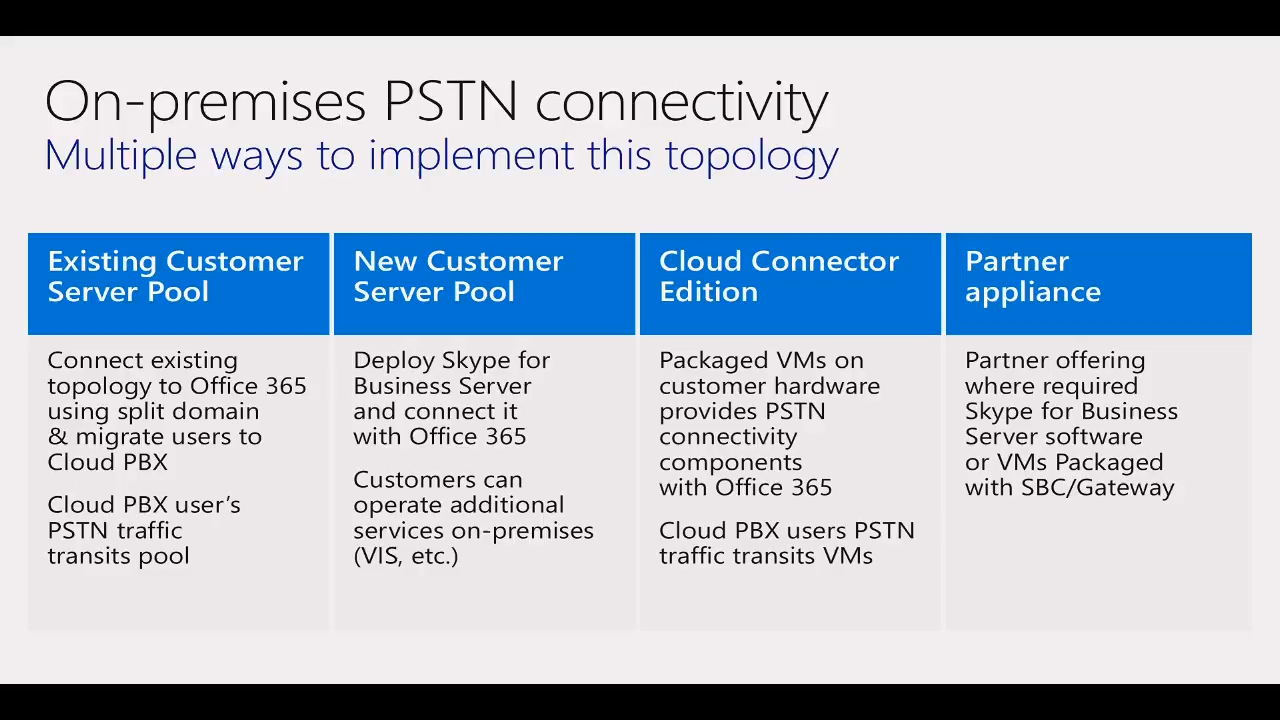 On-premises PSTN connectivity
Multiple ways to implement this topology
Existing Customer
Server Pool
Connect existing
topology to Office 365
using split domain
& migrate users to
Cloud PBX
Cloud PBX user’s
PSTN traffic
transits pool
New Customer
Server Pool
Deploy Skype for
Business Server
and connect it
with Office 365
Customers can
operate additional
services on-premises
(VIS, etc.)
Cloud Connector
Edition
Packaged VMs on
customer hardware
provides PSTN
connectivity
components
with Office 365
Cloud PBX users PSTN
traffic transits VMs
Partner
appliance
Partner offering
where required
Skype for Business
Server software
or VMs Packaged
with SBC/Gateway